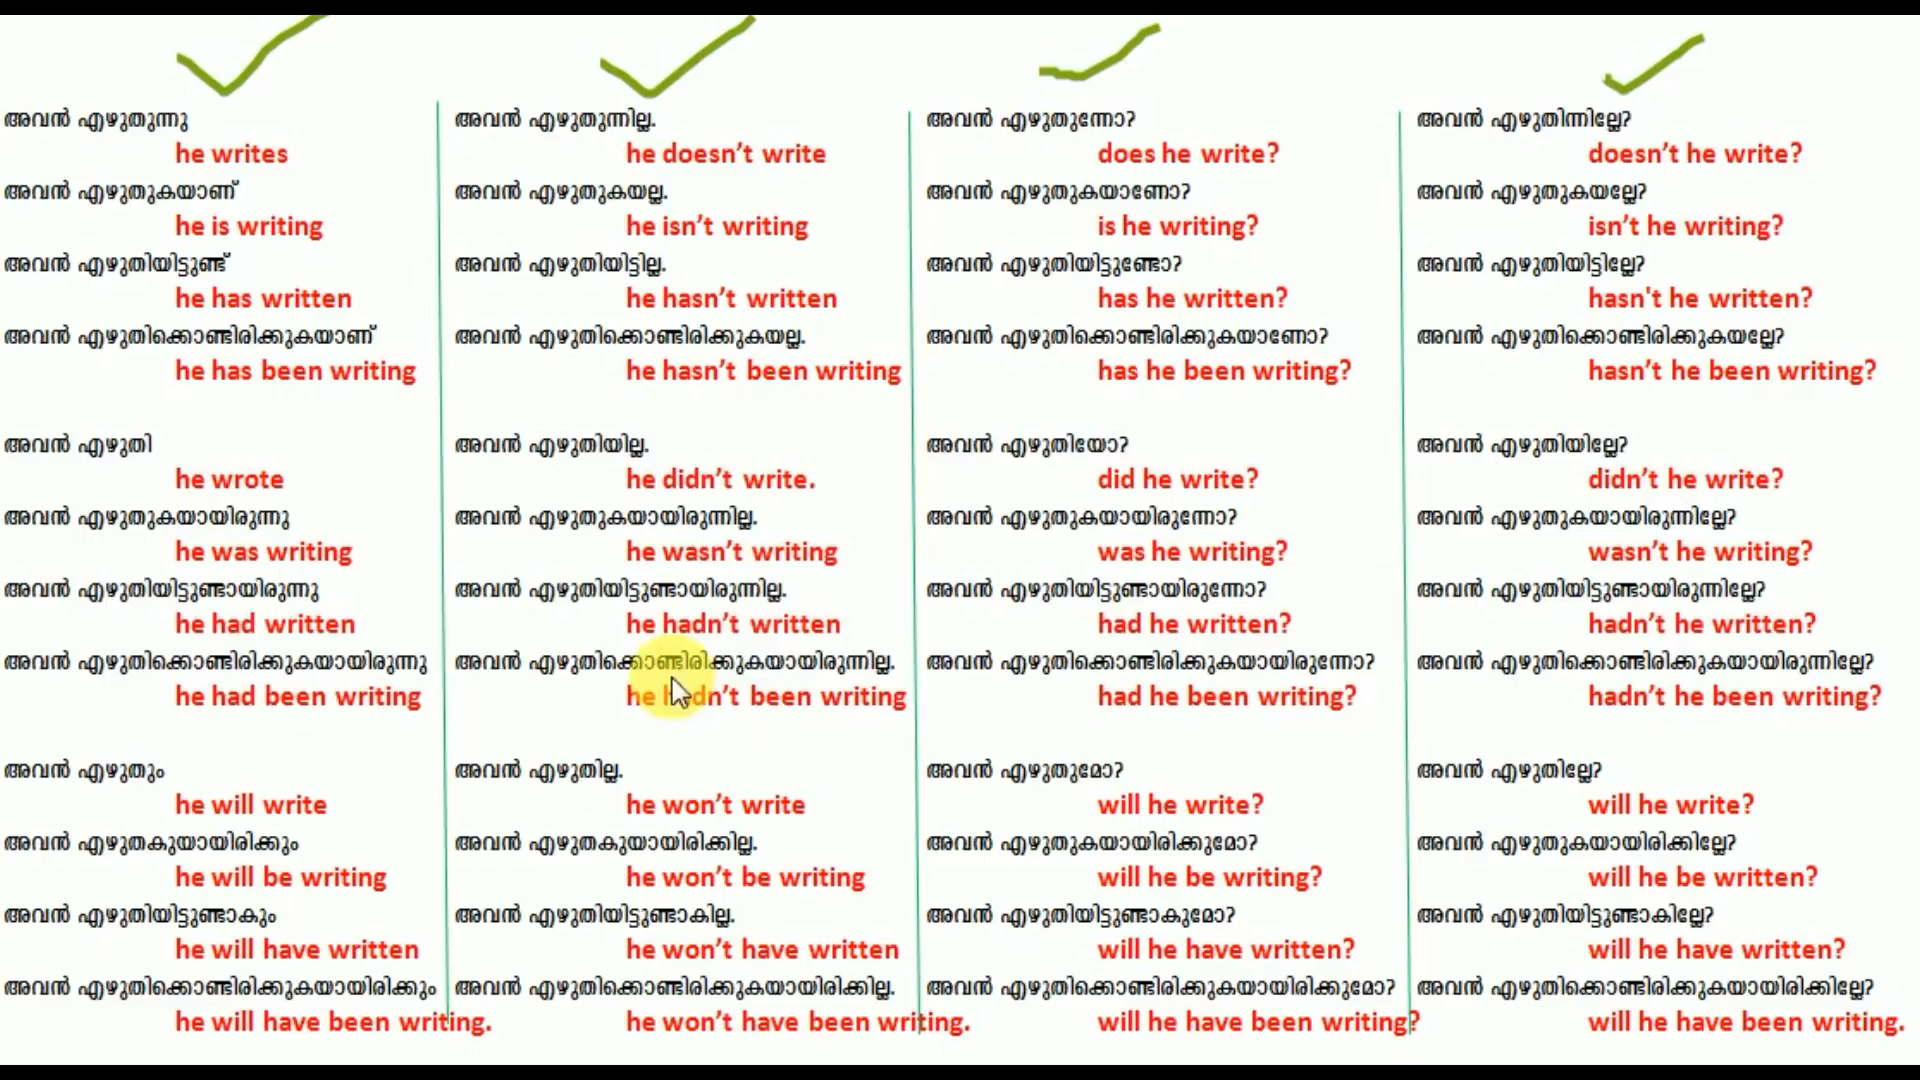 അവൻ എഴുതുന്നു
he writes
അവൻ എഴുതുകയാണ്
he is writing
അവൻ എഴുതിയിട്ടുണ്ട്
he has written
അവൻ എഴുതിക്കൊണ്ടിരിക്കുകയാണ്
he has been writing
അവൻ എഴുതി
he wrote
അവൻ എഴുതുകയായിരുന്നു
he was writing
അവൻ എഴുതിയിട്ടുണ്ടായിരുന്നു
he had written
അവൻ എഴുതിക്കൊണ്ടിരിക്കുകയായിരുന്നു
he had been writing
അവൻ എഴുതും
he will write
അവൻ എഴുതകുയായിരിക്കും
he will be writing
അവൻ എഴുതിയിട്ടുണ്ടാകും
he will have written
അവൻ എഴുതിക്കൊണ്ടിരിക്കുകയായിരിക്കും
he will have been writing.
അവൻ എഴുതുന്നില്ല.
he doesn’t write
അവൻ എഴുതുകയല്ല.
he isn’t writing
അവൻ എഴുതിയിട്ടില്ല.
he hasn’t written
അവൻ എഴുതിക്കൊണ്ടിരിക്കുകയല്ല.
he hasn’t been writing
അവൻ എഴുതിയില്ല.
he didn’t write.
അവൻ എഴുതുകയായിരുന്നില്ല.
he wasn’t writing
അവൻ എഴുതിയിട്ടുണ്ടായിരുന്നില്ല.
he hadn’t written
അവൻ എഴുതിക്കൊണ്ടിരിക്കുകയായിരുന്നില്ല.
he hadn’t been writing
അവൻ എഴുതില്ല.
he won’t write
അവൻ എഴുതകുയായിരിക്കില്ല.
he won’t be writing
അവൻ എഴുതിയിട്ടുണ്ടാകില്ല.
he won’t have written
അവൻ എഴുതിക്കൊണ്ടിരിക്കുകയായിരിക്കില്ല.
he won’t have been writing.
അവൻ എഴുതുന്നോ?
does he write?
അവൻ എഴുതുകയാണോ?
is he writing?
അവൻ എഴുതിയിട്ടുണ്ടോ?
has he written?
അവൻ എഴുതിക്കൊണ്ടിരിക്കുകയാണോ?
has he been writing?
അവൻ എഴുതിയോ?
did he write?
അവൻ എഴുതുകയായിരുന്നോ?
was he writing?
അവൻ എഴുതിയിട്ടുണ്ടായിരുന്നോ?
had he written?
അവൻ എഴുതിക്കൊണ്ടിരിക്കുകയായിരുന്നോ?
had he been writing?
അവൻ എഴുതുമോ?
will he write?
അവൻ എഴുതുകയായിരിക്കുമോ?
will he be writing?
അവൻ എഴുതിയിട്ടുണ്ടാകുമോ?
will he have written?
അവൻ എഴുതിക്കൊണ്ടിരിക്കുകയായിരിക്കുമോ?
will he have been writing?
അവൻ എഴുതിന്നില്ലേ?
doesn’t he write?
അവൻ എഴുതുകയല്ലേ?
isn’t he writing?
അവൻ എഴുതിയിട്ടില്ലേ?
hasn't he written?
അവൻ എഴുതിക്കൊണ്ടിരിക്കുകയല്ലേ?
hasn’t he been writing?
അവൻ എഴുതിയില്ലേ?
didn’t he write?
അവൻ എഴുതുകയായിരുന്നില്ലേ?
wasn’t he writing?
അവൻ എഴുതിയിട്ടുണ്ടായിരുന്നില്ലേ?
hadn’t he written?
അവൻ എഴുതിക്കൊണ്ടിരിക്കുകയായിരുന്നില്ലേ?
hadn’t he been writing?
അവൻ എഴുതില്ലേ?
will he write?
അവൻ എഴുതുകയായിരിക്കില്ലേ?
will he be written?
അവൻ എഴുതിയിട്ടുണ്ടാകില്ലേ?
will he have written?
അവൻ എഴുതിക്കൊണ്ടിരിക്കുകയായിരിക്കില്ലേ?
will he have been writing.